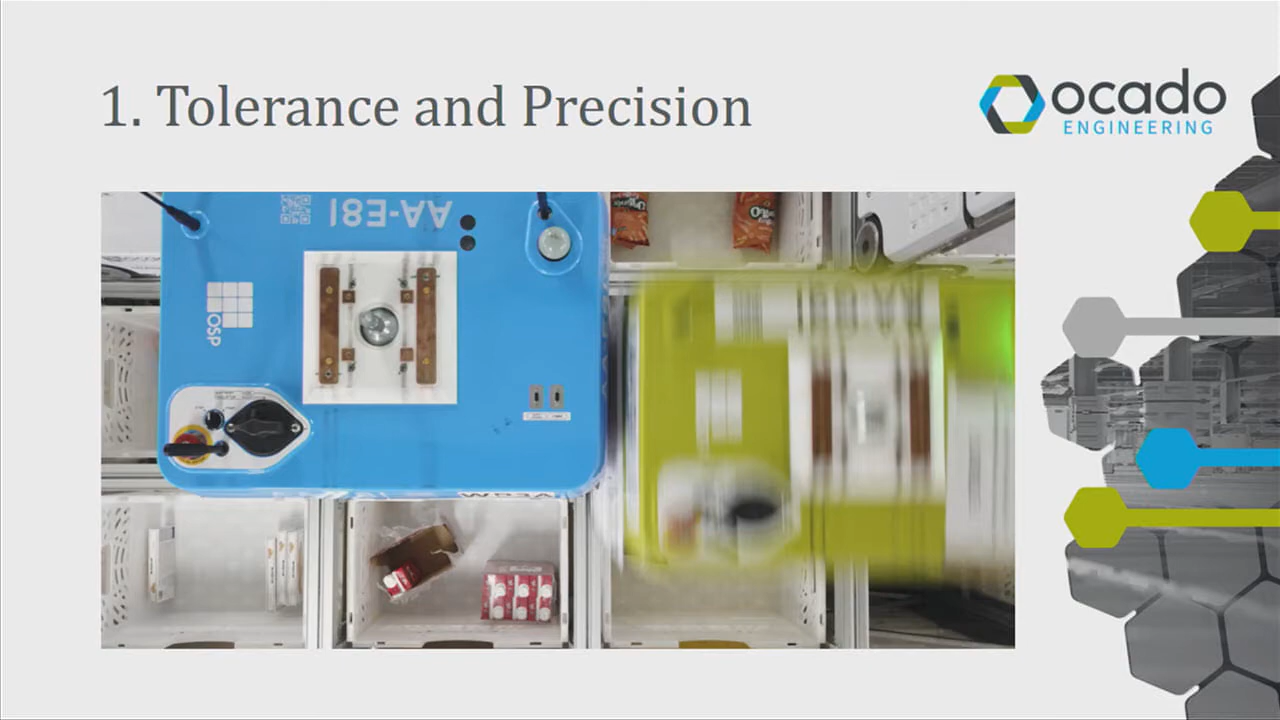 1. Tolerance and Precision
ocado
ENGINEERING
AA-E81
OSP